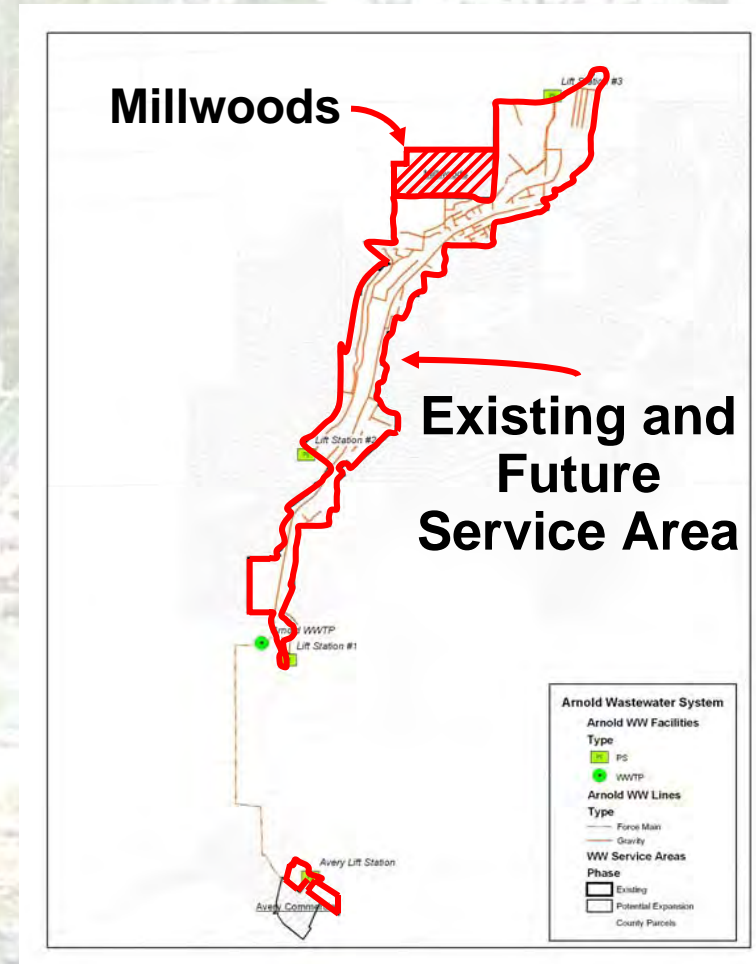 Lift Station #3
Millwoods
Millwoods
Existing and
Future
Service Area
Lift Station #2
Arnold WWTP
Lift Station #1
Avery Lift Station
Arnold Wastewater System
Arnold WW Facilities
Type
PS
WWTP
Arnold WW Lines
Type
Force Main
Gravity
WW Service Areas
Phase
Existing
Potential Expansion
County Parcels
Avery